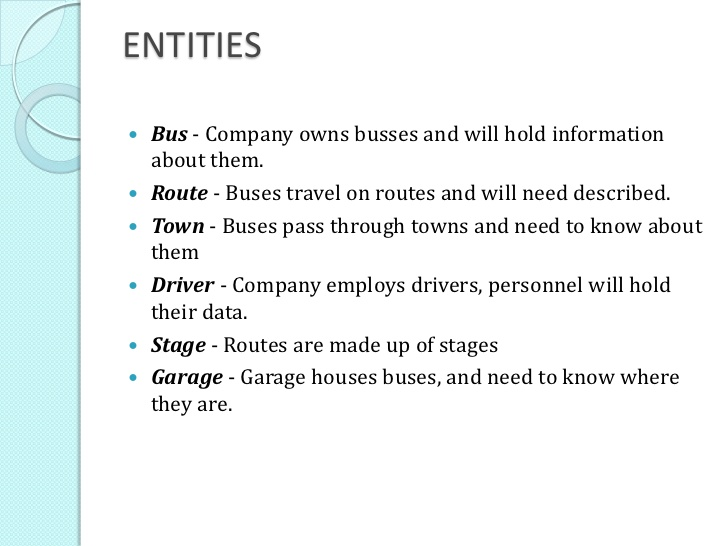 ENTITIES
• Bus - Company owns busses and will hold information
about them.
• Route - Buses travel on routes and will need described.
• Town - Buses pass through towns and need to know about
them
• Driver - Company employs drivers, personnel will hold
their data.
• Stage - Routes are made up of stages
• Garage - Garage houses buses, and need to know where
they are.